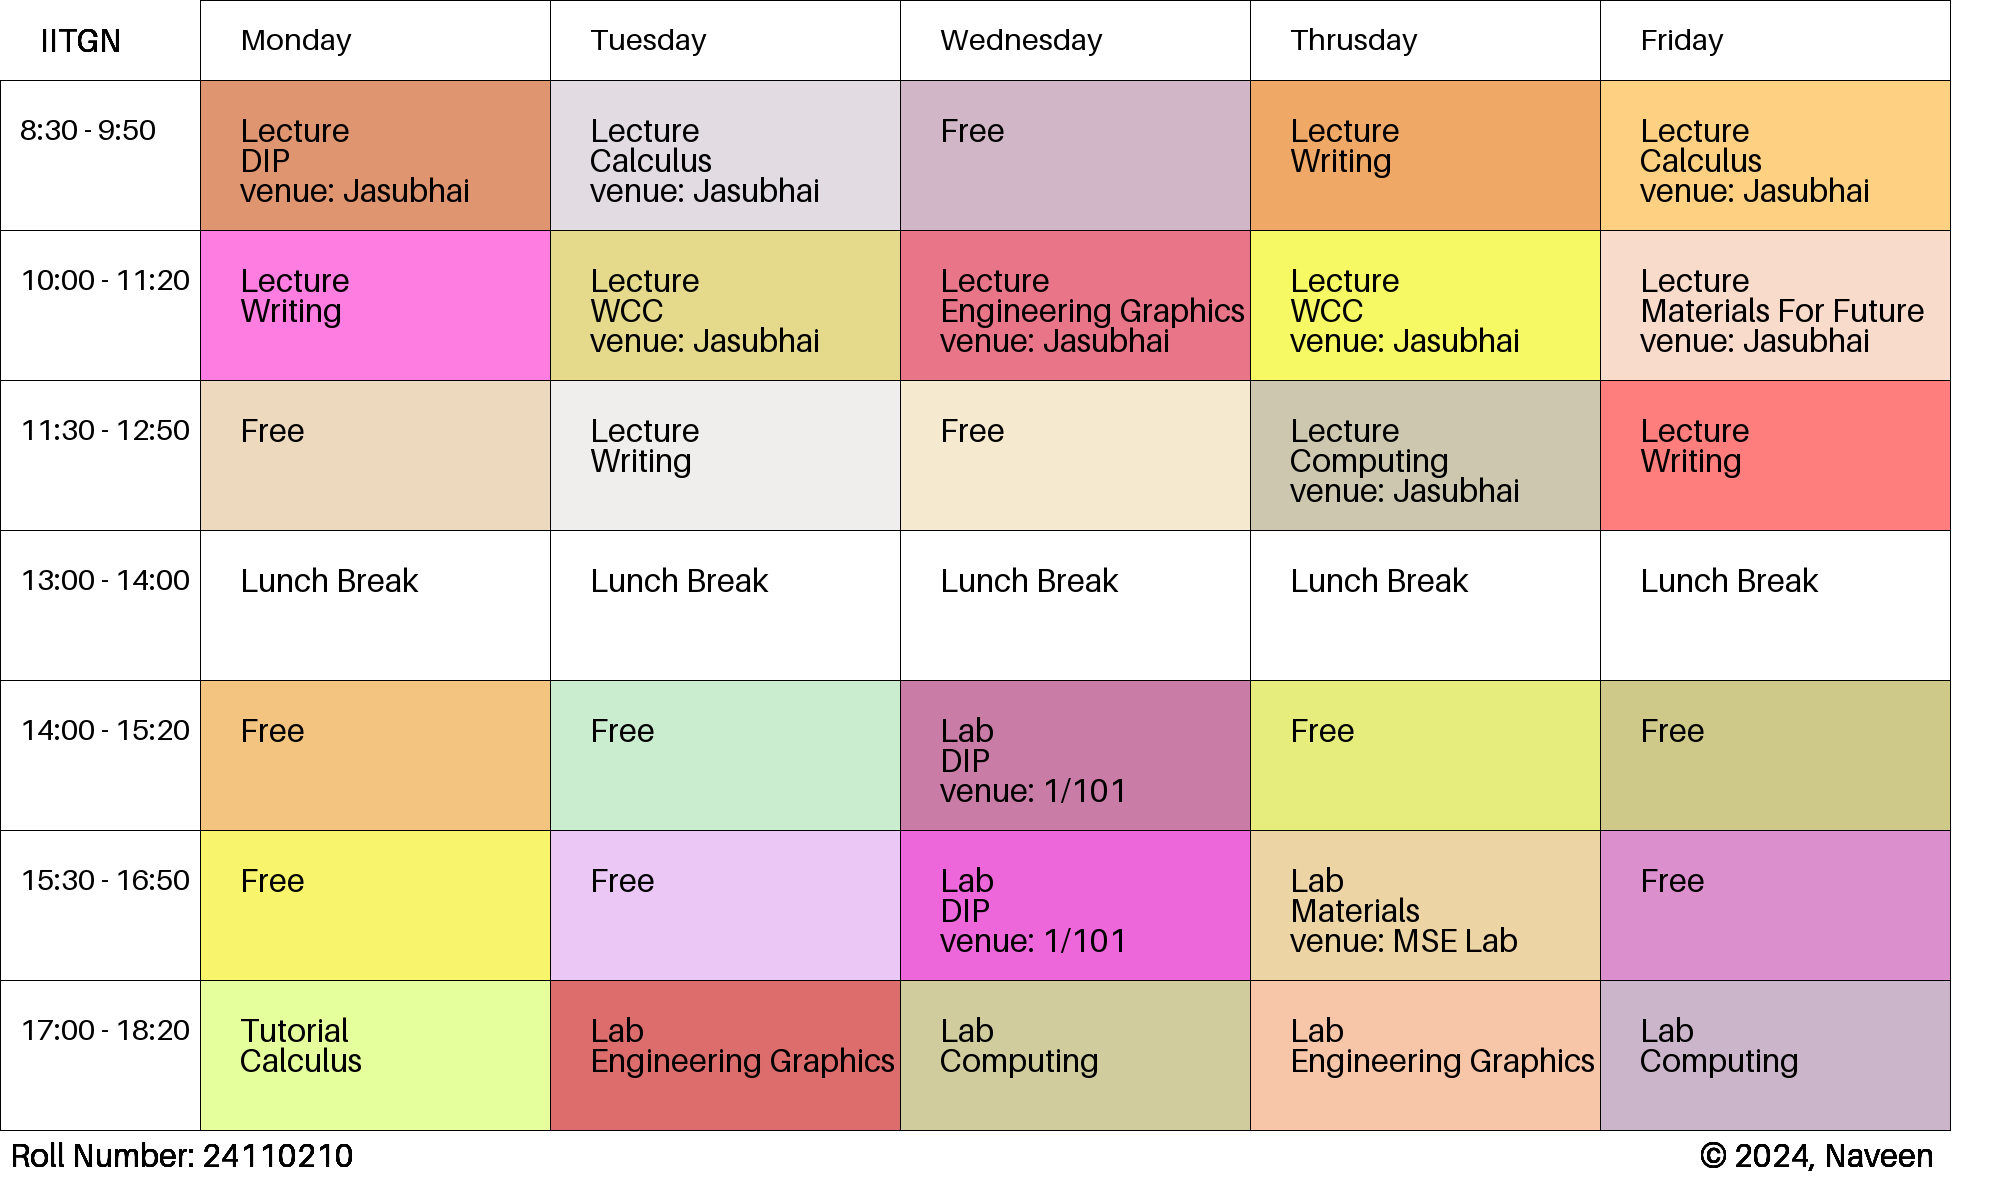 IITGN
Monday
Tuesday
Wednesday
Thrusday
Friday
8:30 - 9:50
Lecture
DIP
venue: Jasubhai
Lecture
Calculus
venue: Jasubhai
Free
Lecture
Writing
Lecture
Calculus
venue: Jasubhai
10:00 - 11:20
Lecture
Writing
Lecture
WCC
venue: Jasubhai
Lecture
Engineering Graphics
venue: Jasubhai
Lecture
WCC
venue: Jasubhai
Lecture
Materials For Future
venue: Jasubhai
11:30 - 12:50
Free
Lecture
Writing
Free
Lecture
Computing
venue: Jasubhai
Lecture
Writing
13:00 - 14:00
Lunch Break
Lunch Break
Lunch Break
Lunch Break
Lunch Break
14:00 - 15:20
Free
Free
Lab
DIP
venue: 1/101
Free
Free
15:30 - 16:50
Free
Free
Lab
DIP
venue: 1/101
Lab
Materials
venue: MSE Lab
Free
17:00 - 18:20
Tutorial
Calculus
Lab
Engineering Graphics
Lab
Computing
Lab
Engineering Graphics
Lab
Computing
Roll Number: 24110210
© 2024, Naveen